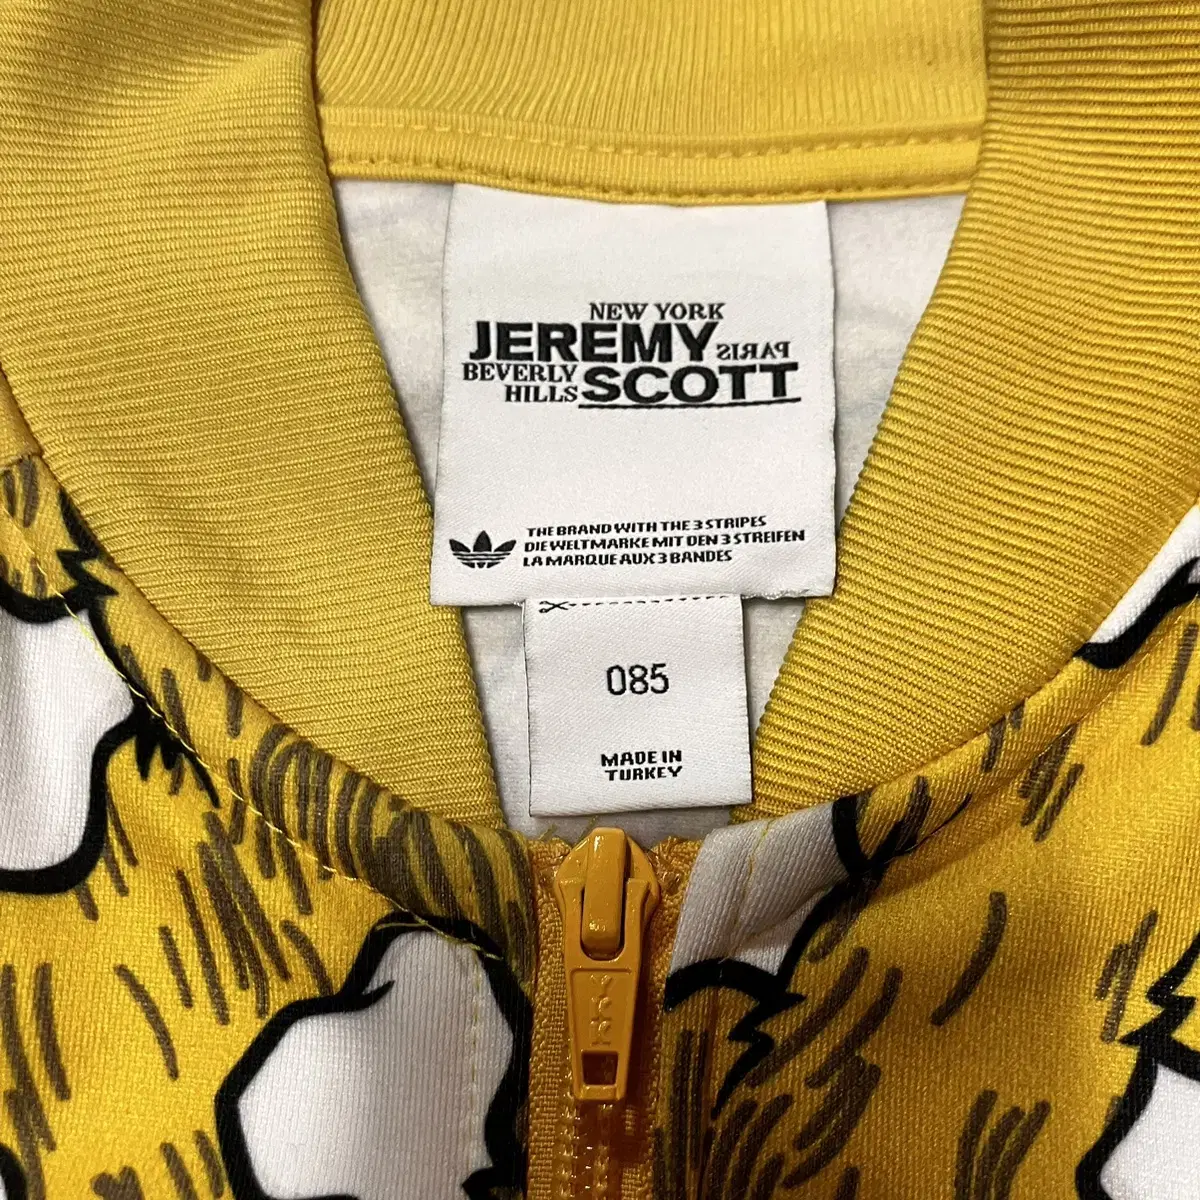 NEW YORK
JEREMY PARIS
BEVERLY HILLS SCOTT
THE BRAND WITH THE 3 STRIPES
DIE WELTMARKE MIT DEN 3 STREIFEN
LA MARQUE AUX 3 BANDES
085
MADE IN
TURKEY
YKK